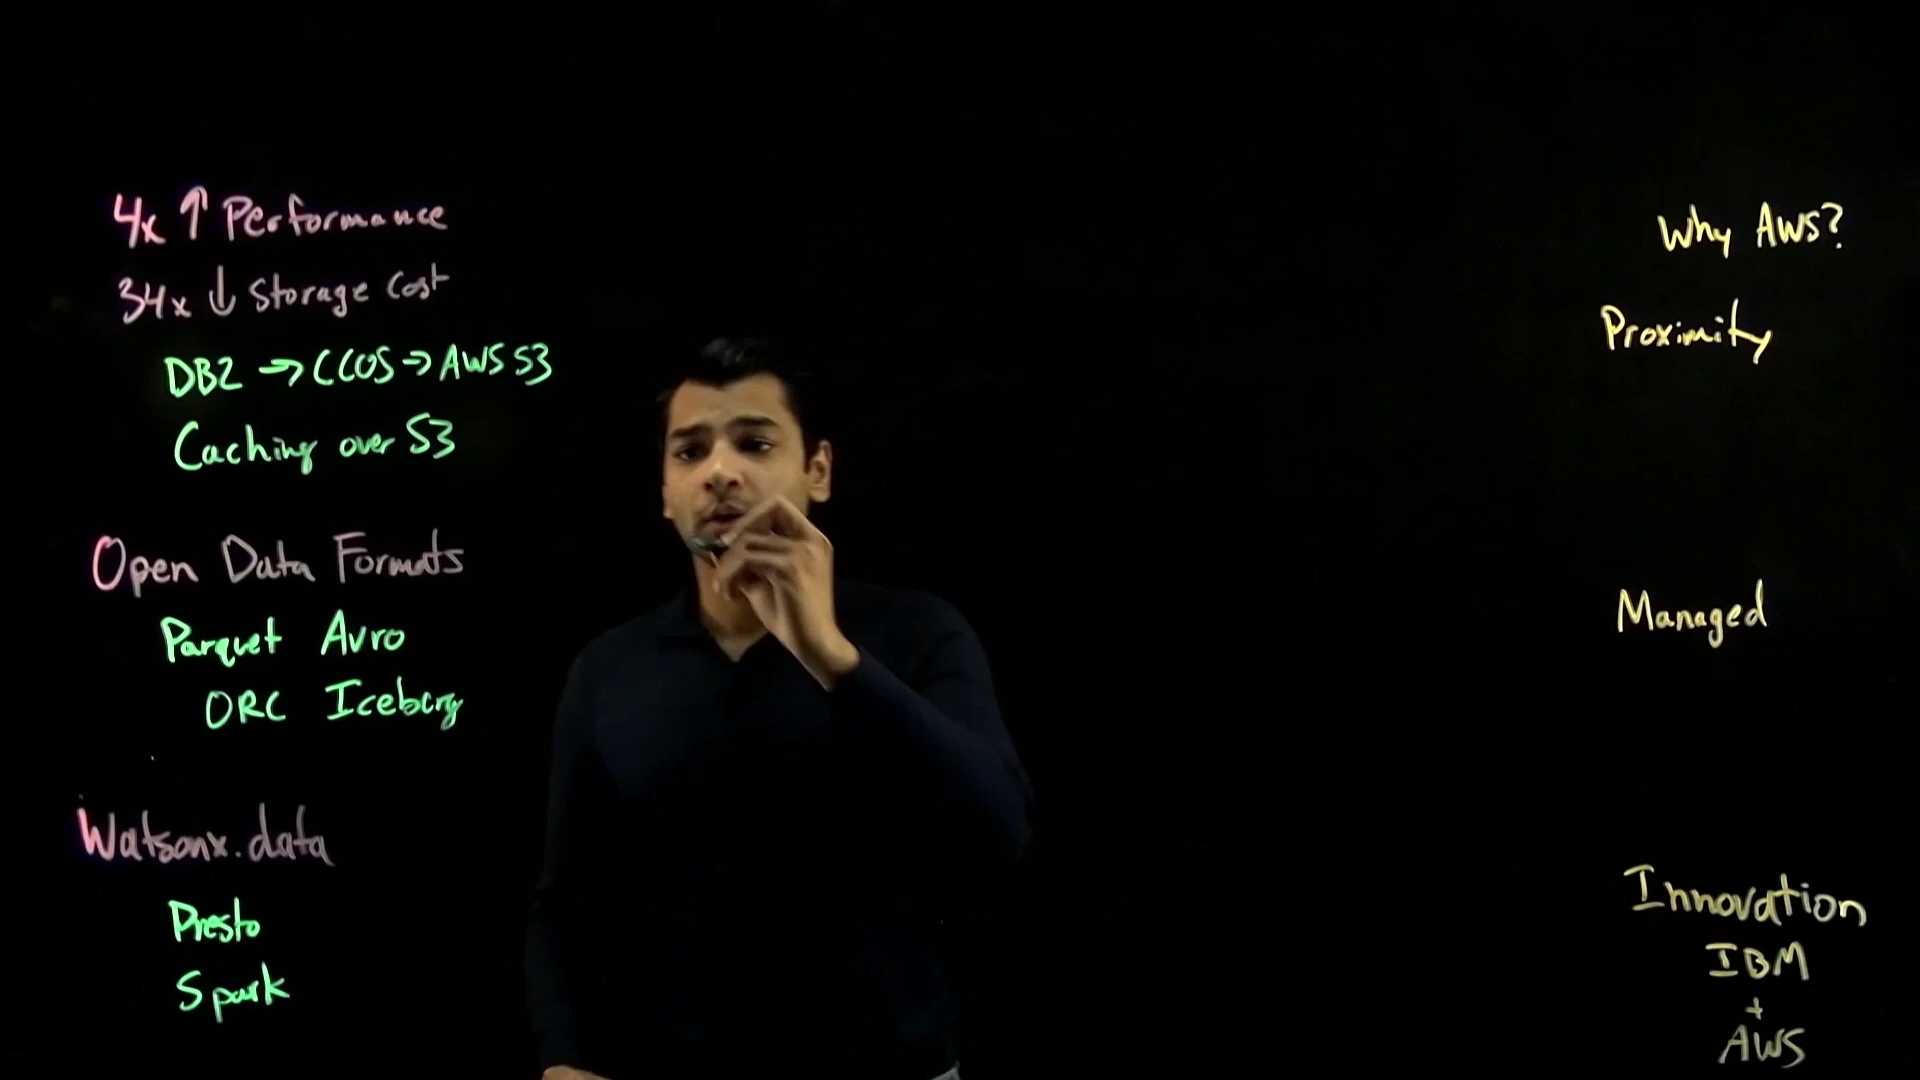 4x ↑ Performance
34x ↓ Storage Cost
DB2 → CCOS → AWS S3
Caching over S3
Open Data Formats
Parquet Avro
ORC Iceberg
Watsonx.data
Presto
Spark
Why AWS?
Proximity
Managed
Innovation
IBM
+
AWS